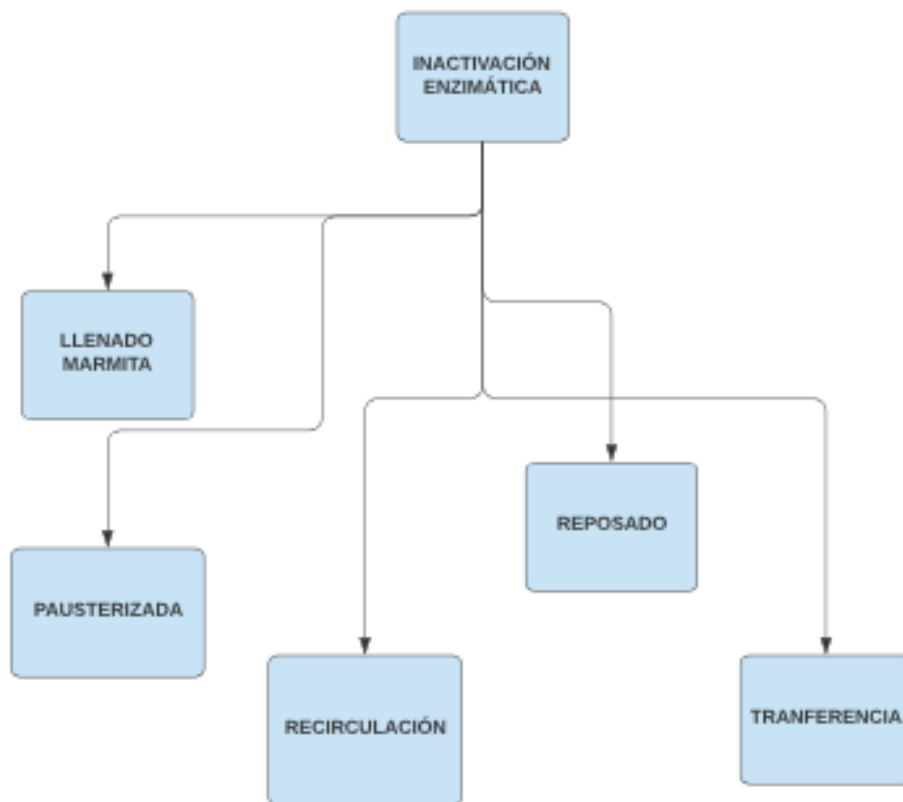 INACTIVACIÓN
ENZIMÁTICA
LLENADO
MARMITA
REPOSADO
PAUSTERIZADA
RECIRCULACIÓN
TRANFERENCIA